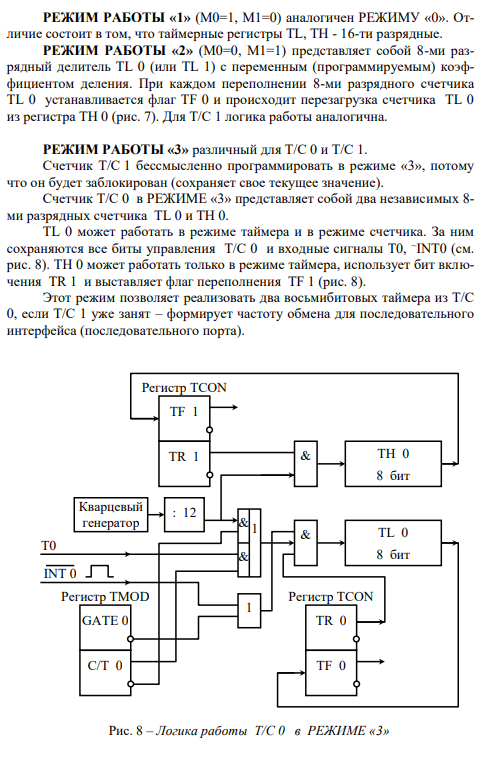 РЕЖИМ РАБОТЫ «1» (M0=1, M1=0) аналогичен РЕЖИМУ «0». От-
личие состоит в том, что таймерные регистры TL, TH - 16-ти разрядные.
РЕЖИМ РАБОТЫ «2» (M0=0, M1=1) представляет собой 8-ми раз-
рядный делитель TL 0 (или TL 1) с переменным (программируемым) коэф-
фициентом деления. При каждом переполнении 8-ми разрядного счетчика
TL 0 устанавливается флаг TF 0 и происходит перезагрузка счетчика TL 0
из регистра TH 0 (рис. 7). Для T/C 1 логика работы аналогична.
РЕЖИМ РАБОТЫ «3» различный для T/C 0 и T/C 1.
Счетчик T/C 1 бессмысленно программировать в режиме «3», потому
что он будет заблокирован (сохраняет свое текущее значение).
Счетчик T/C 0 в РЕЖИМЕ «3» представляет собой два независимых 8-
ми разрядных счетчика TL 0 и TH 0.
TL 0 может работать в режиме таймера и в режиме счетчика. За ним
сохраняются все биты управления T/C 0 и входные сигналы T0, ¯INT0 (см.
рис. 8). TH 0 может работать только в режиме таймера, использует бит вклю-
чения TR 1 и выставляет флаг переполнения TF 1 (рис. 8).
Этот режим позволяет реализовать два восьмибитовых таймера из T/C
0, если T/C 1 уже занят – формирует частоту обмена для последовательного
интерфейса (последовательного порта).
Регистр TCON
TF 1
TR 1
&
TH 0
8 бит
Кварцевый
генератор
: 12
&
1
&
&
TL 0
8 бит
T0
INT 0
Регистр TMOD
GATE 0
C/T 0
1
Регистр TCON
TR 0
TF 0
Рис. 8 – Логика работы T/C 0 в РЕЖИМЕ «3»